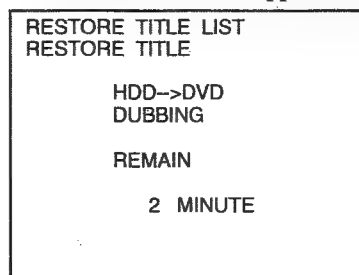 RESTORE TITLE LIST
RESTORE TITLE
HDD-->DVD
DUBBING
REMAIN
2 MINUTE